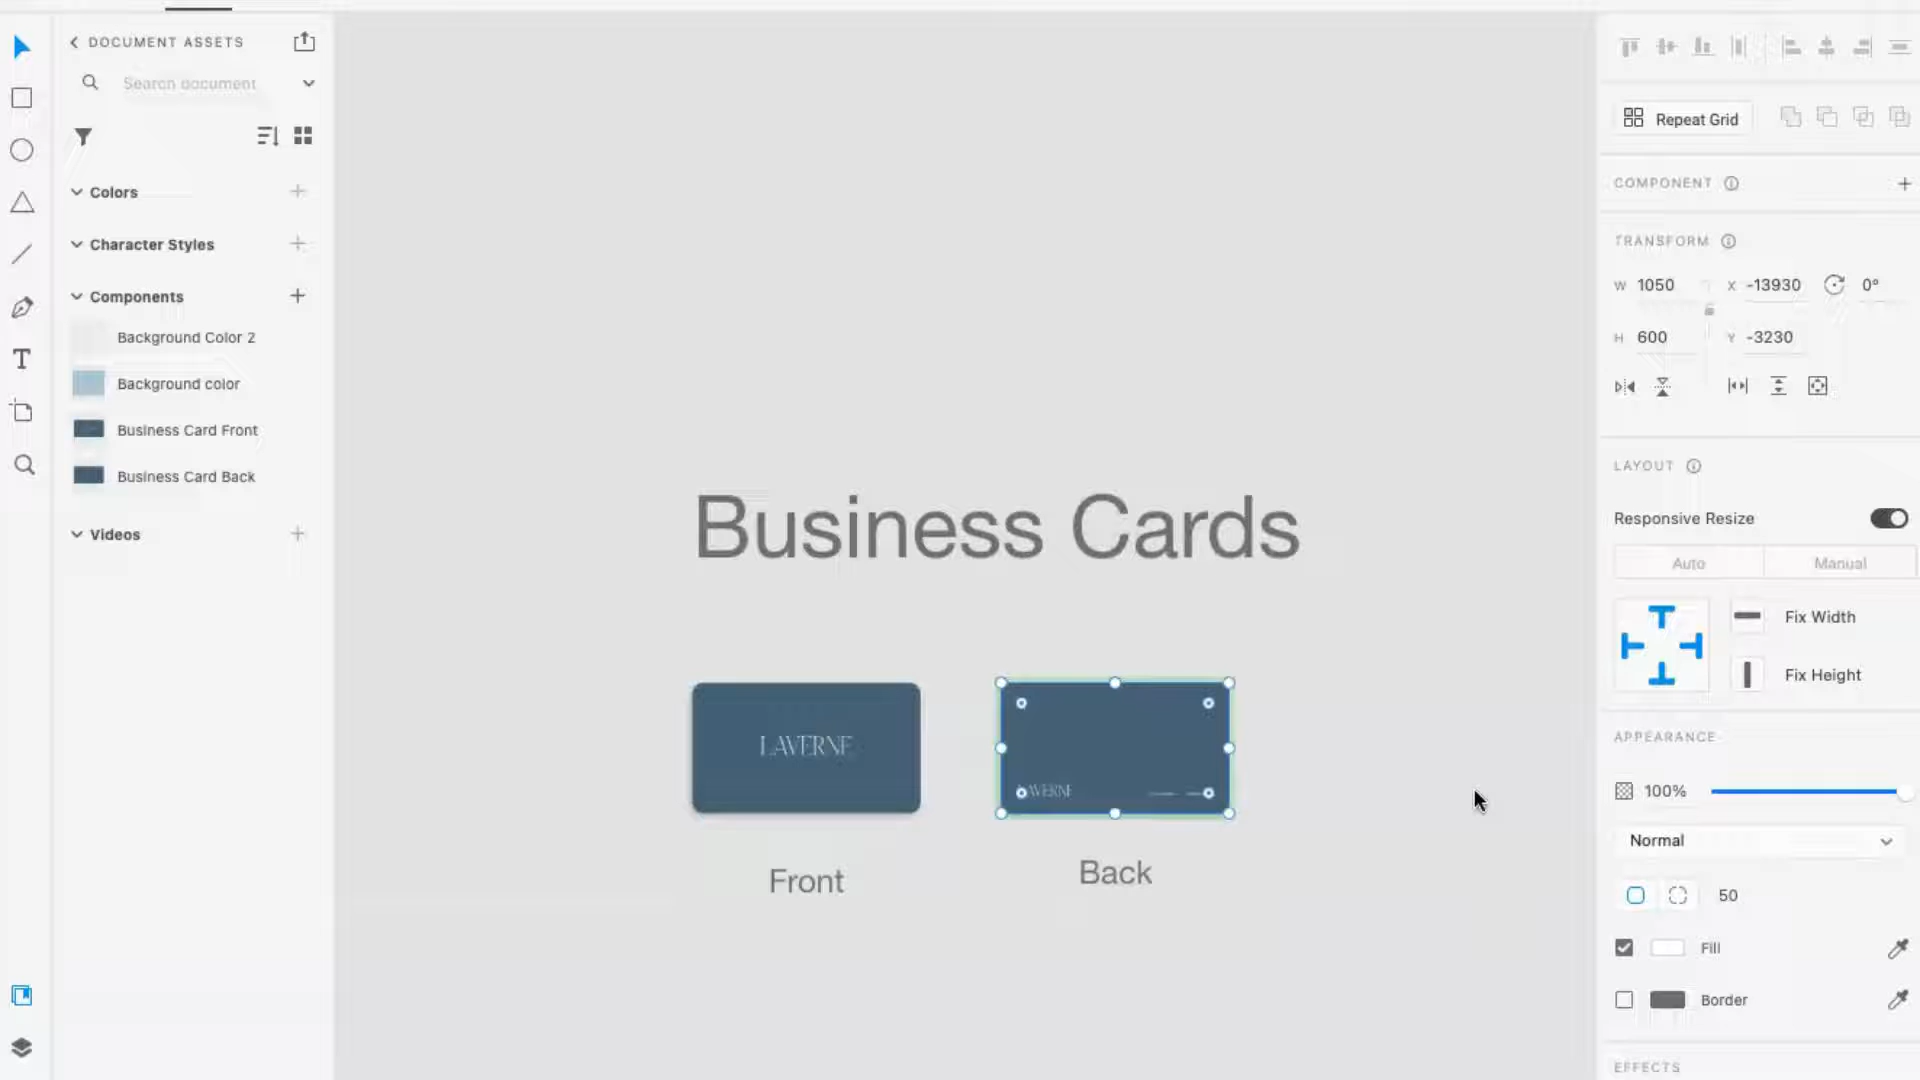 DOCUMENT ASSETS
Search document
Colors
Character Styles
Components
Background Color 2
Background color
Business Card Front
Business Card Back
Videos
Business Cards
LAVERNE
LAVERNE
Front
Back
Repeat Grid
COMPONENT
TRANSFORM
W 1050 X -13930 0°
H 600 Y -3230
LAYOUT
Responsive Resize
Auto Manual
Fix Width
Fix Height
APPEARANCE
100%
Normal
50
Fill
Border
EFFECTS